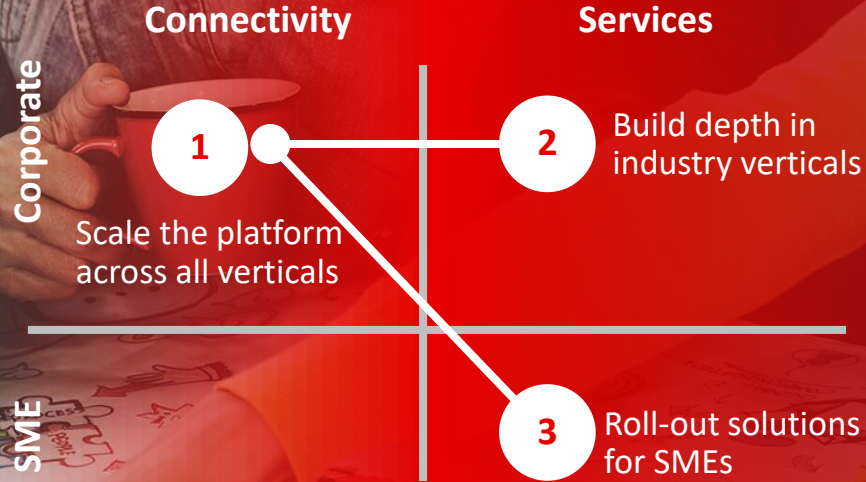 Connectivity
Services
Corporate
1
2
Build depth in
industry verticals
Scale the platform
across all verticals
SME
3
Roll-out solutions
for SMEs
PEOPLE